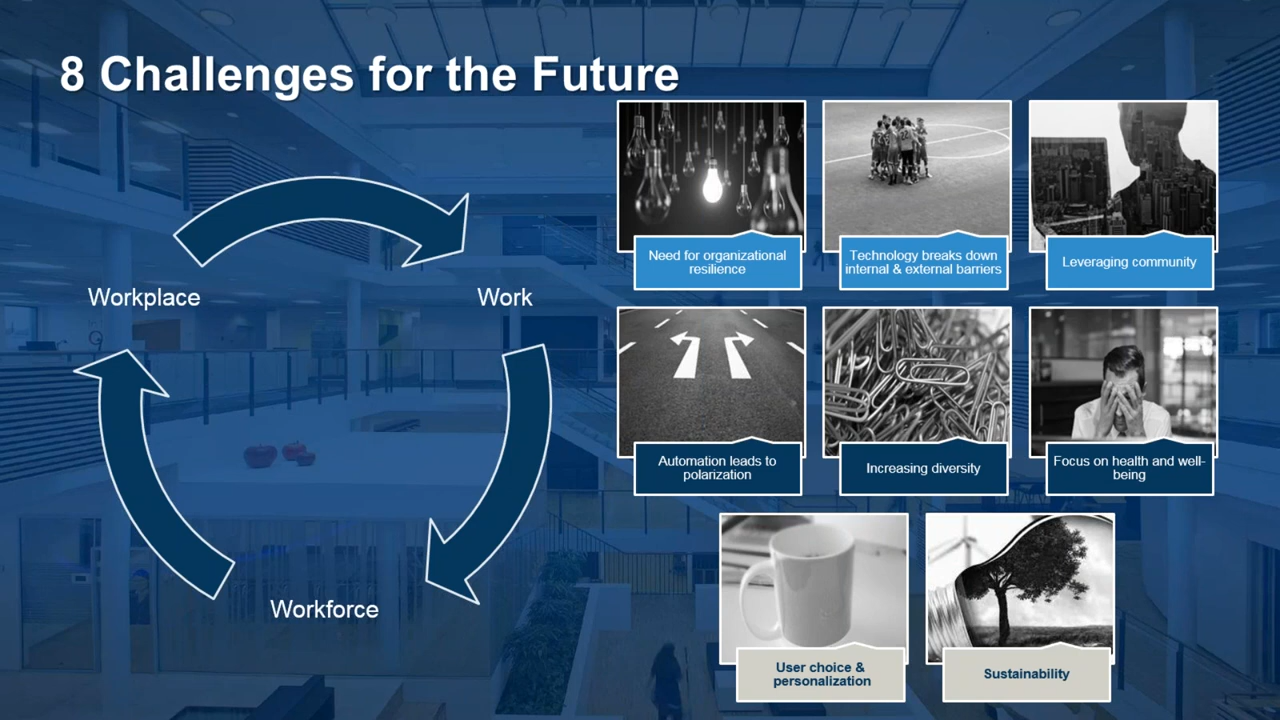 8 Challenges for the Future
Workplace
Work
Workforce
Need for organizational
resilience
Technology breaks down
internal & external barriers
Leveraging community
Automation leads to
polarization
Increasing diversity
Focus on health and well-
being
User choice &
personalization
Sustainability